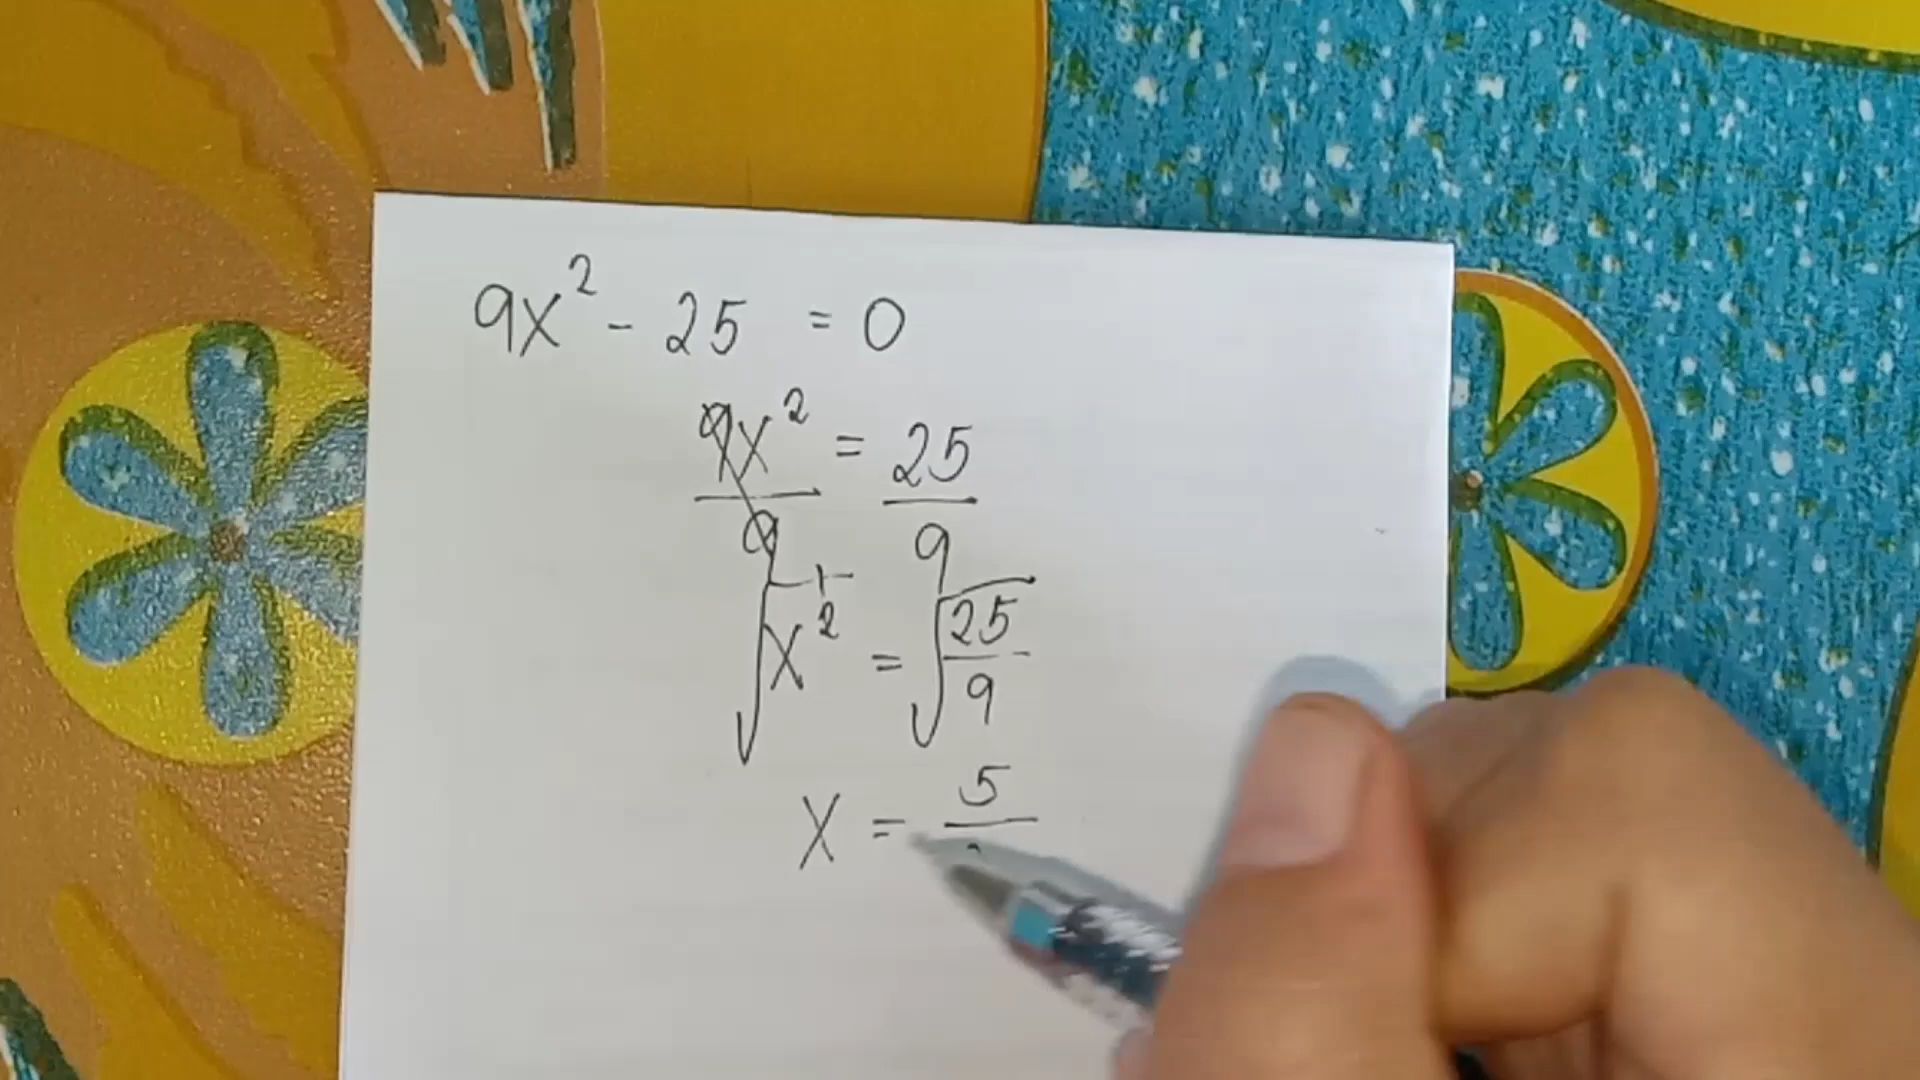 9x² - 25 = 0
9x²/9 = 25/9
√x² = √25/9
x = 5/